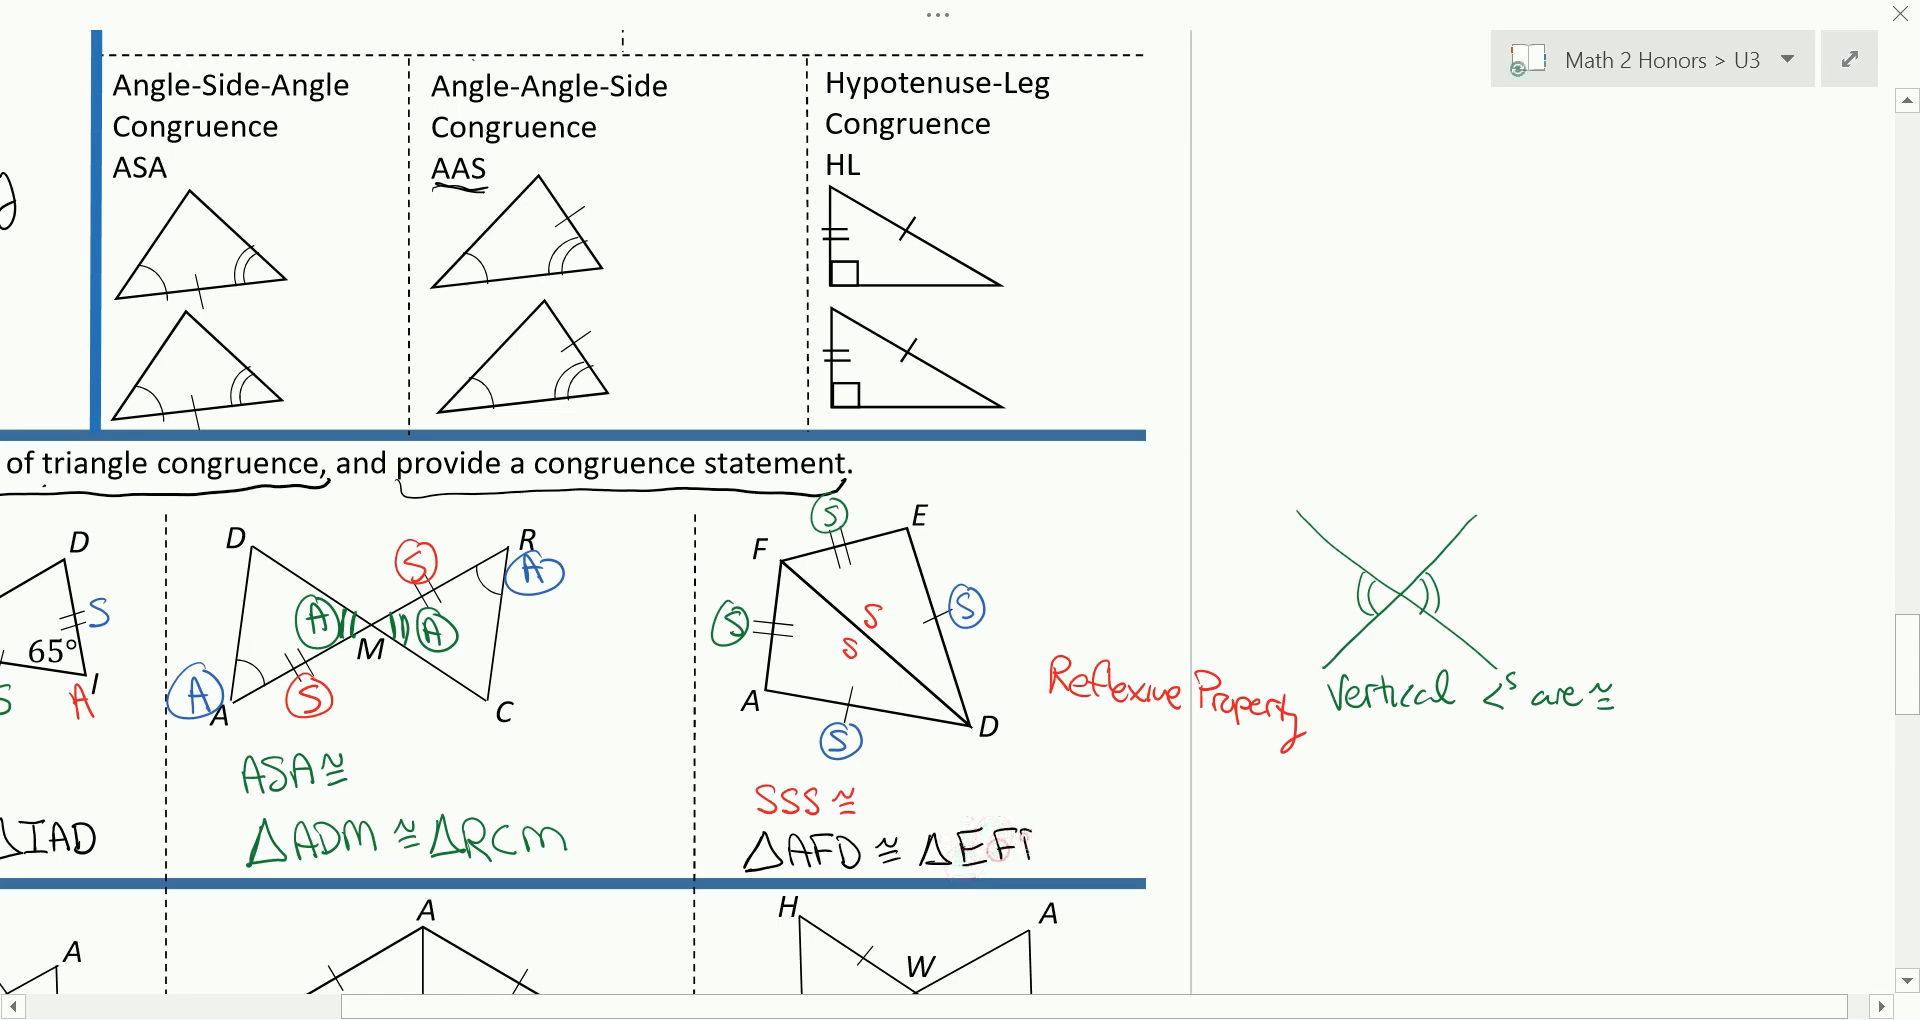 Math 2 Honors > U3
Angle-Side-Angle
Congruence
ASA
Angle-Angle-Side
Congruence
AAS
Hypotenuse-Leg
Congruence
HL
of triangle congruence, and provide a congruence statement.
D
S
65°
I
S
A
△IAD
D
R
S
A
A
A
M
A
S
A
C
ASA ≅
△ADM ≅ △RCM
S
E
F
S
S
S
S
A
S
D
SSS ≅
△AFD ≅ △EF
Reflexive Property
Vertical ∠s are ≅
A
A
H
A
W